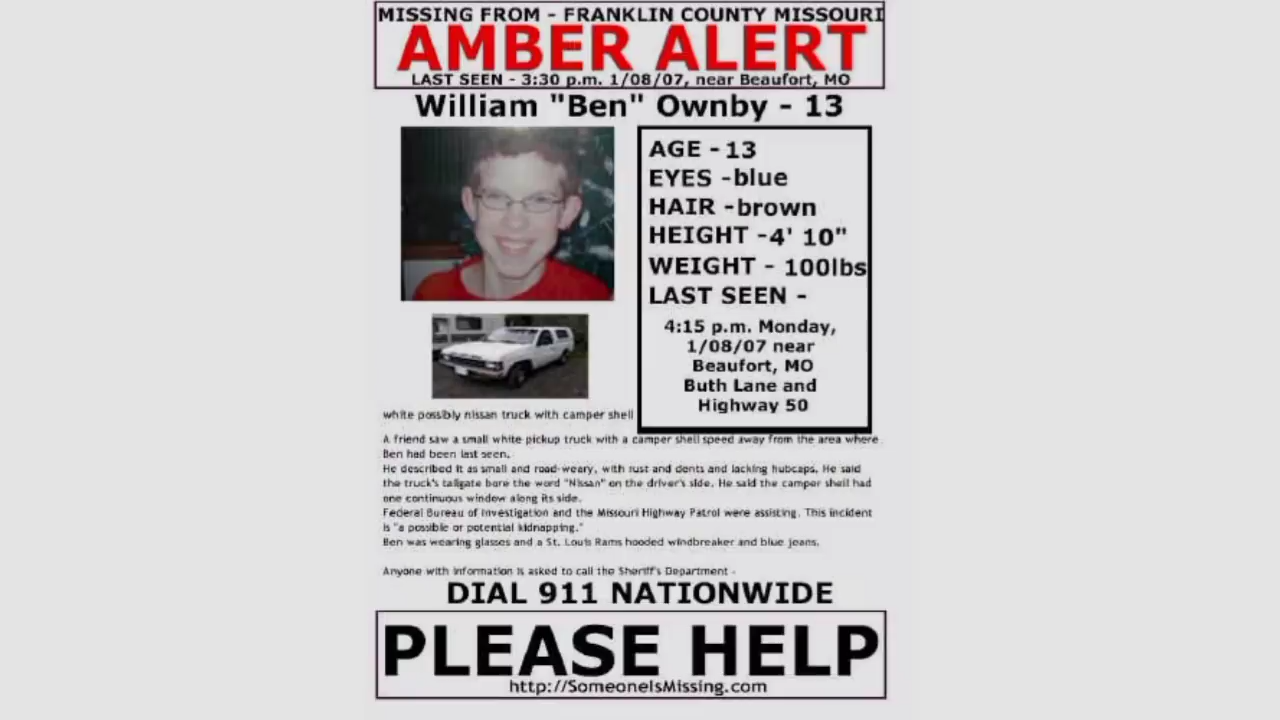 MISSING FROM - FRANKLIN COUNTY MISSOURI
AMBER ALERT
LAST SEEN - 3:30 p.m. 1/08/07, near Beaufort, MO
William "Ben" Ownby - 13
AGE - 13
EYES -blue
HAIR -brown
HEIGHT -4' 10"
WEIGHT - 100lbs
LAST SEEN -
4:15 p.m. Monday,
1/08/07 near
Beaufort, MO
Buth Lane and
Highway 50
white possibly nissan truck with camper shell
A friend saw a small white pickup truck with a camper shell speed away from the area where
Ben had been last seen.
He described it as small and road-weary, with rust and dents and lacking hubcaps. He said
the truck's tailgate bore the word "Nissan" on the driver's side. He said the camper shell had
one continuous window along its side.
Federal Bureau of Investigation and the Missouri Highway Patrol were assisting. This incident
is "a possible or potential kidnapping."
Ben was wearing glasses and a St. Louis Rams hooded windbreaker and blue jeans.
Anyone with information is asked to call the Sheriff's Department -
DIAL 911 NATIONWIDE
PLEASE HELP
http://SomeoneIsMissing.com